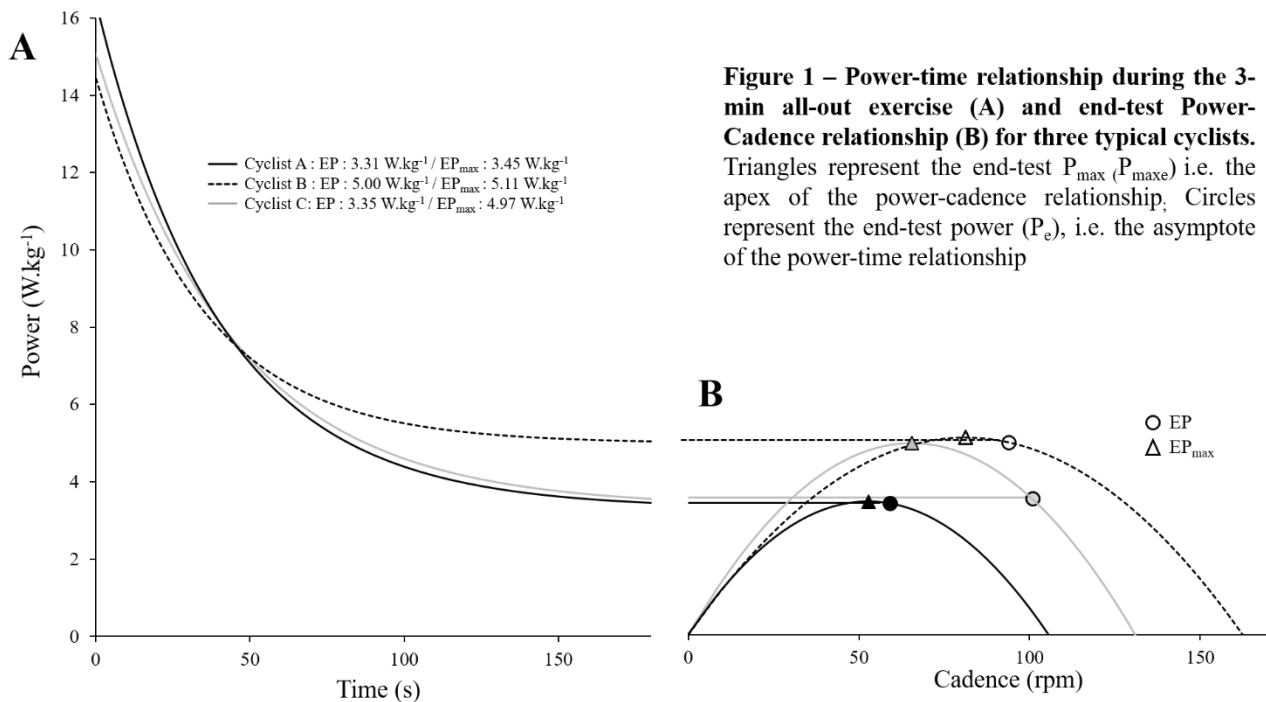 A
16
14
12
10
8
6
4
2
0
Power (W.kg⁻¹)
0
50
100
150
Time (s)
Cyclist A : EP : 3.31 W.kg⁻¹ / EPmax : 3.45 W.kg⁻¹
Cyclist B : EP : 5.00 W.kg⁻¹ / EPmax : 5.11 W.kg⁻¹
Cyclist C: EP : 3.35 W.kg⁻¹ / EPmax : 4.97 W.kg⁻¹
Figure 1 – Power-time relationship during the 3-
min all-out exercise (A) and end-test Power-
Cadence relationship (B) for three typical cyclists.
Triangles represent the end-test Pmax (Pmaxe) i.e. the
apex of the power-cadence relationship; Circles
represent the end-test power (Pe), i.e. the asymptote
of the power-time relationship
B
EP
EPmax
0
50
100
150
Cadence (rpm)